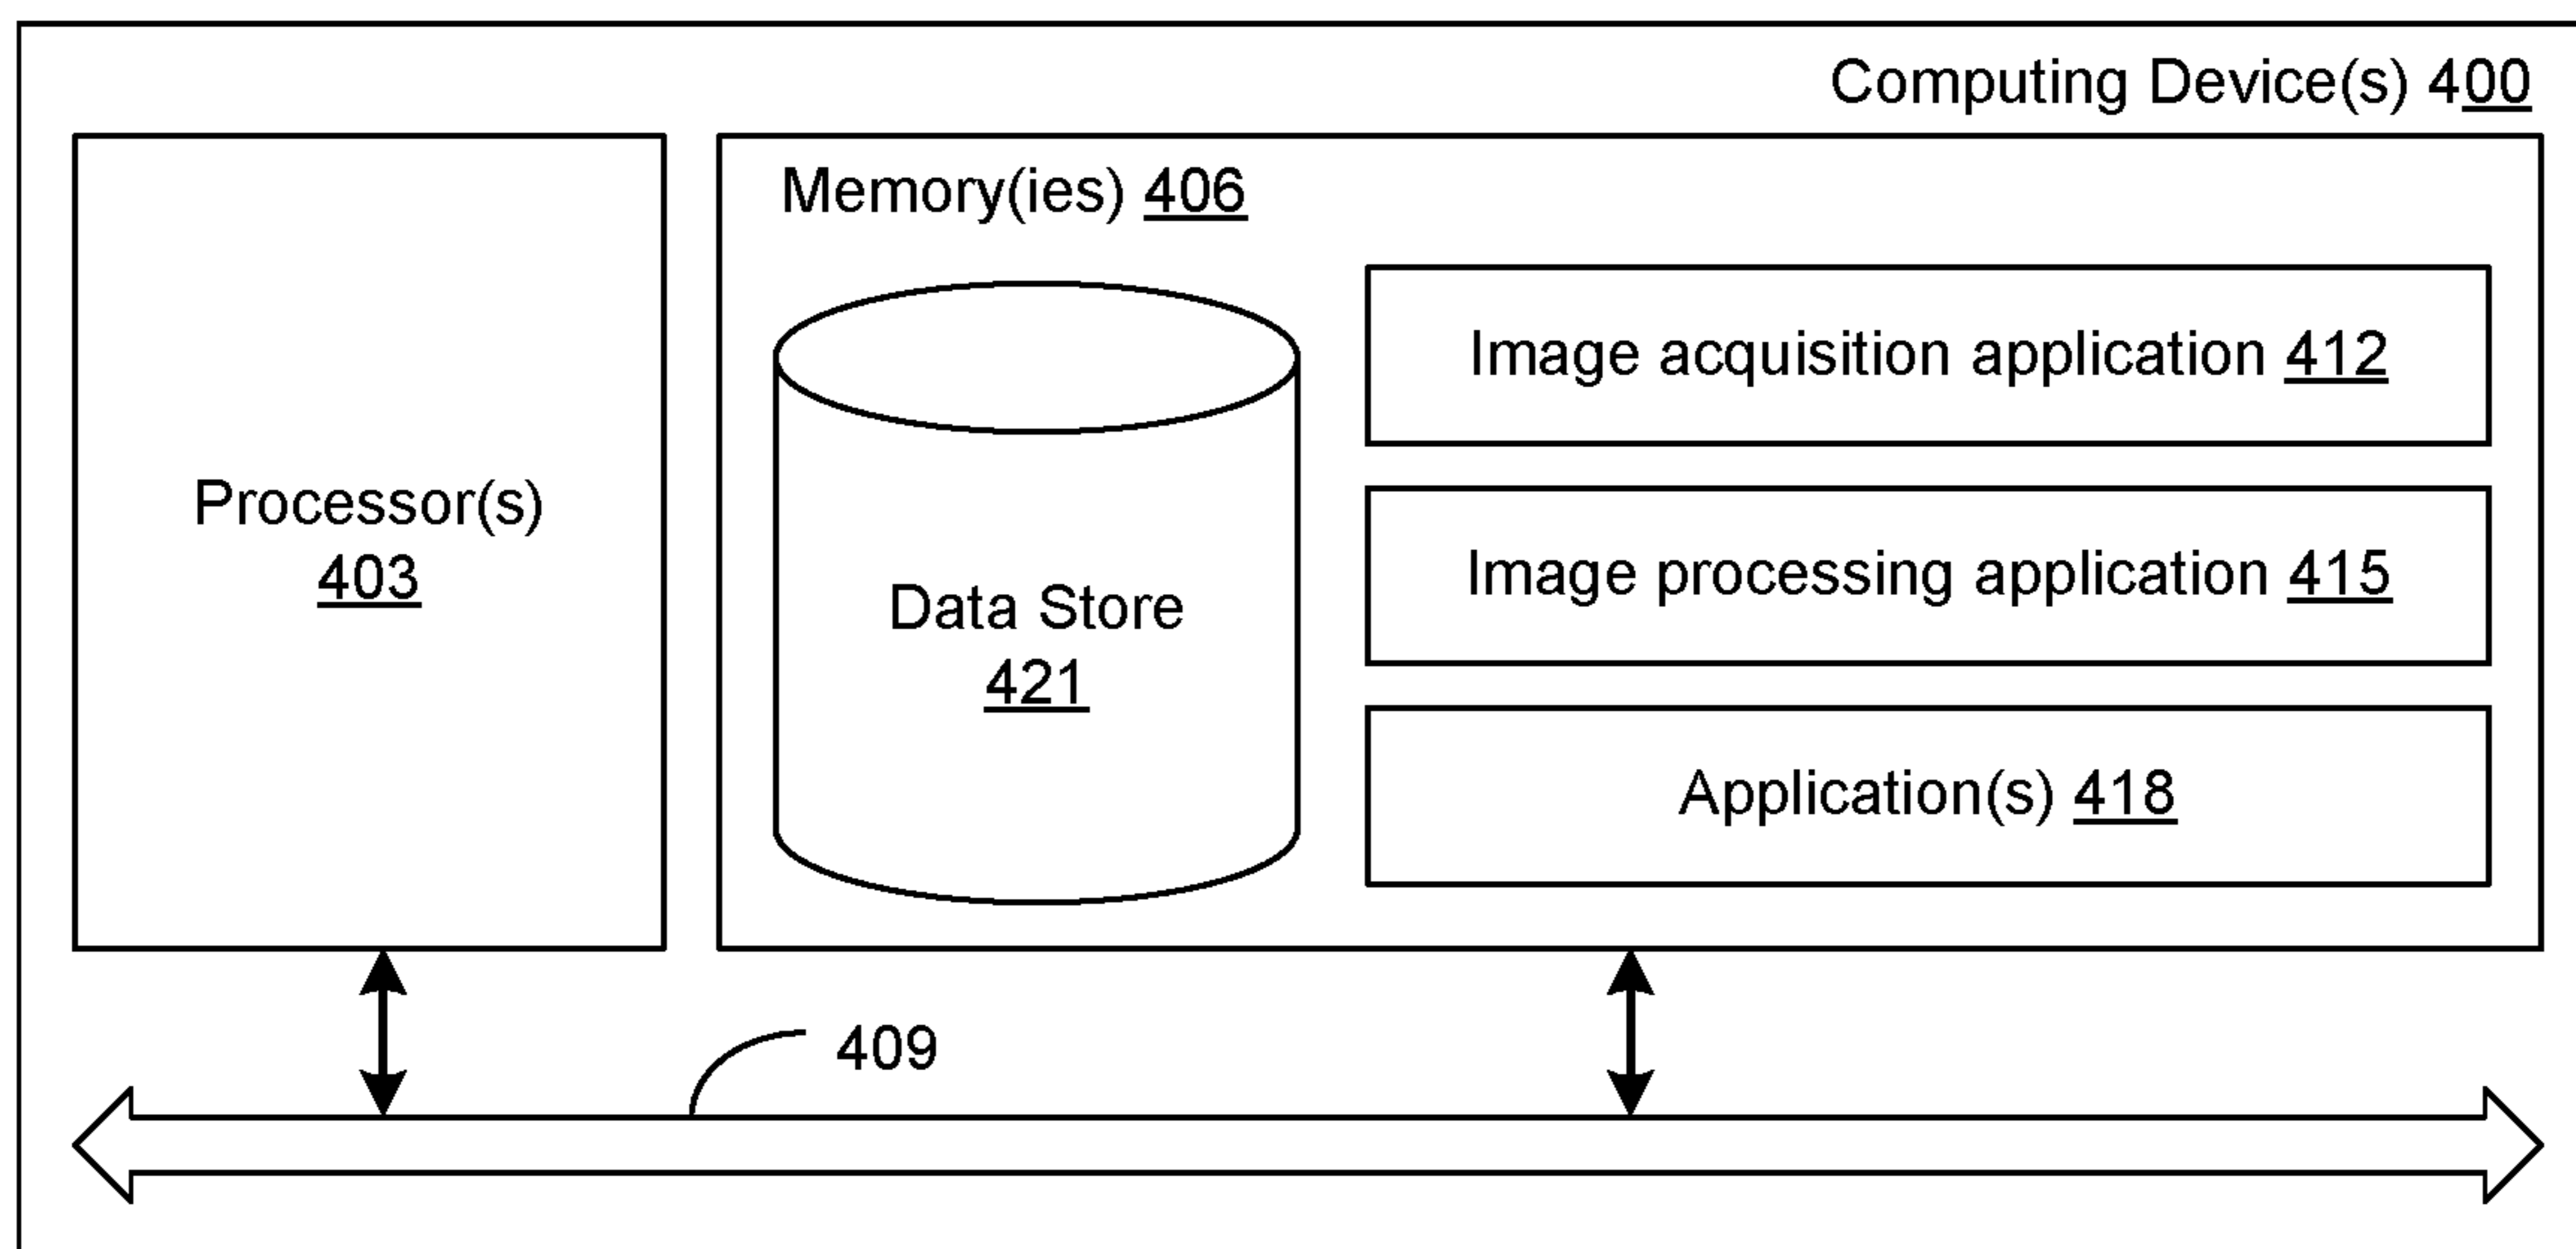 Computing Device(s) 400
Memory(ies) 406
Image acquisition application 412
Processor(s)
403
Image processing application 415
Data Store
421
Application(s) 418
409